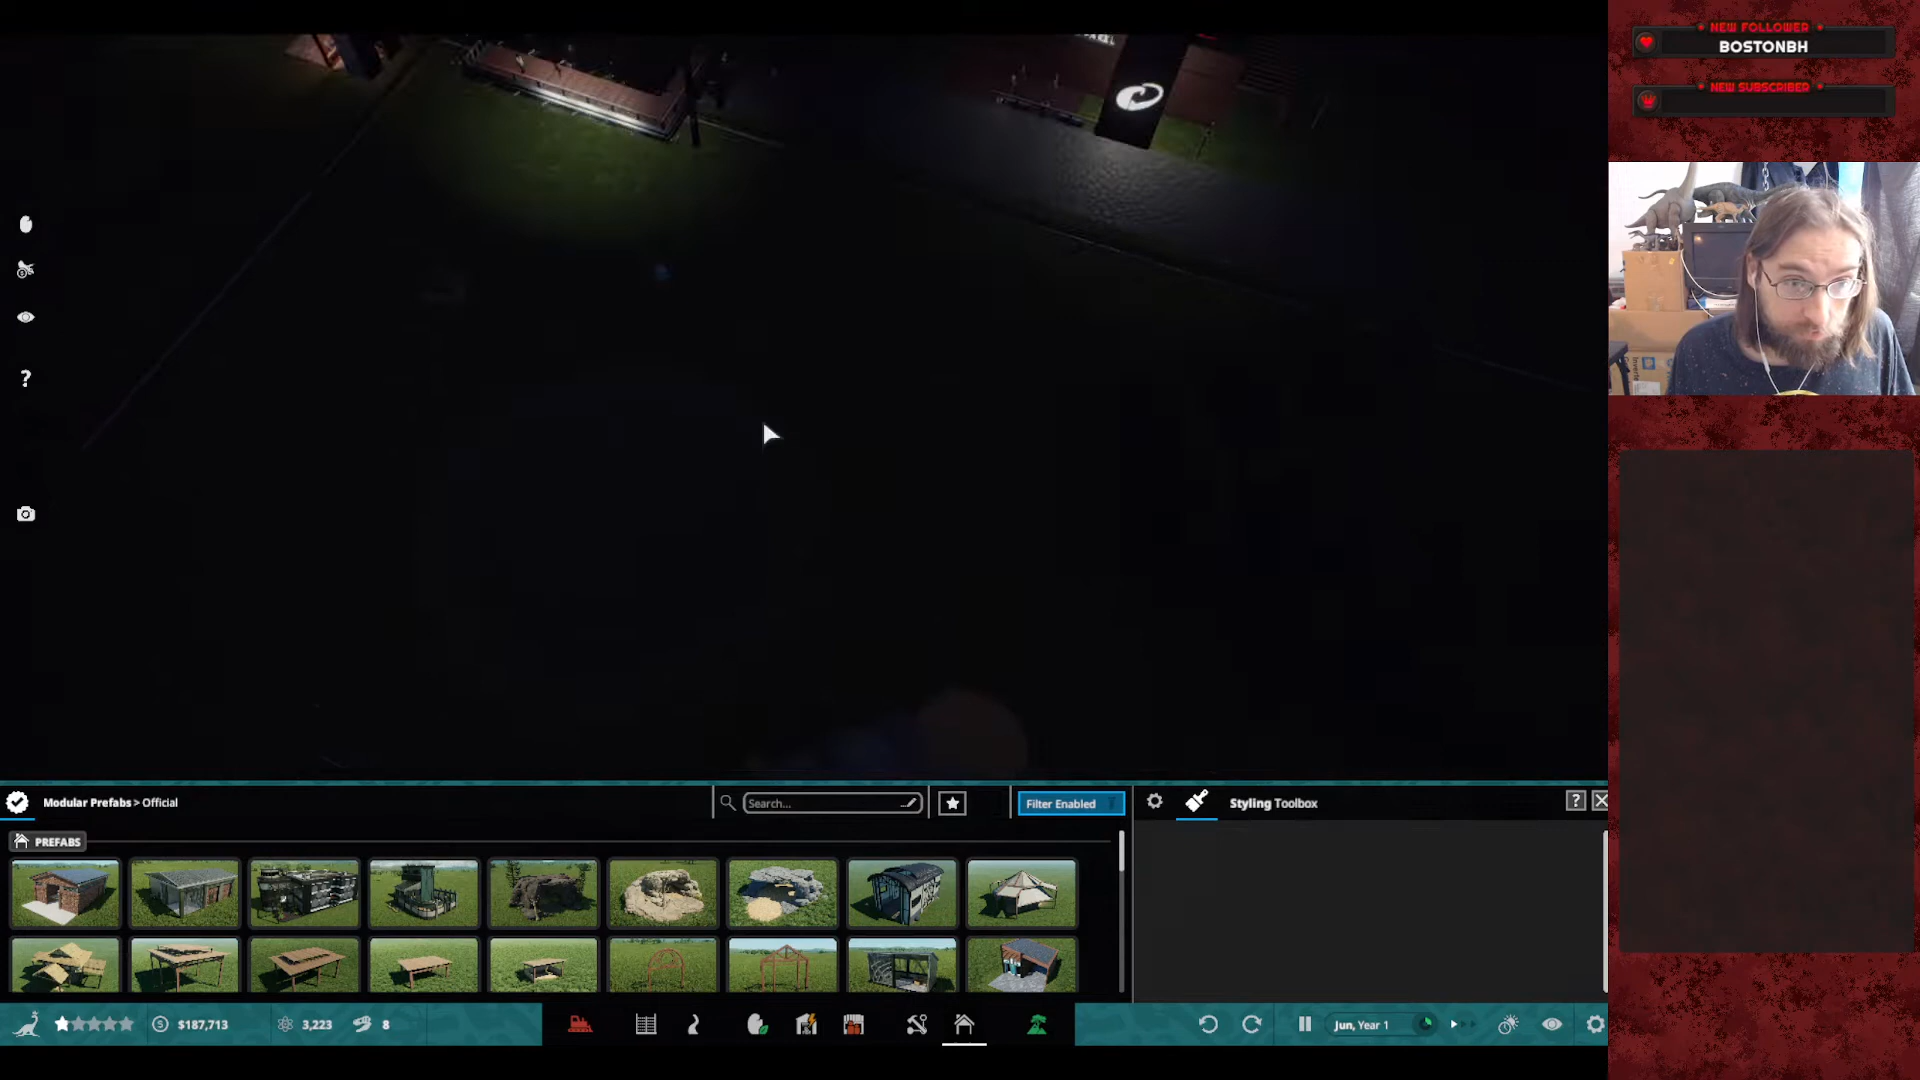 NEW FOLLOWER
BOSTONBH
NEW SUBSCRIBER
?
Modular Prefabs > Official
Search...
Filter Enabled
Styling Toolbox
?
PREFABS
$187,713
3,223
8
Jun, Year 1